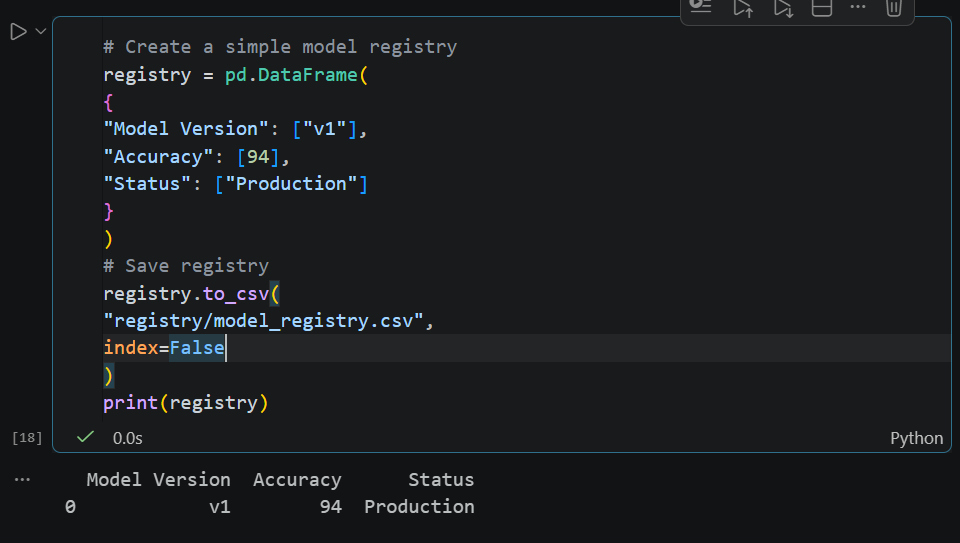 # Create a simple model registry
registry = pd.DataFrame(
{
"Model Version": ["v1"],
"Accuracy": [94],
"Status": ["Production"]
}
)
# Save registry
registry.to_csv(
"registry/model_registry.csv",
index=False
)
print(registry)
[18] 0.0s Python
Model Version Accuracy Status
0 v1 94 Production